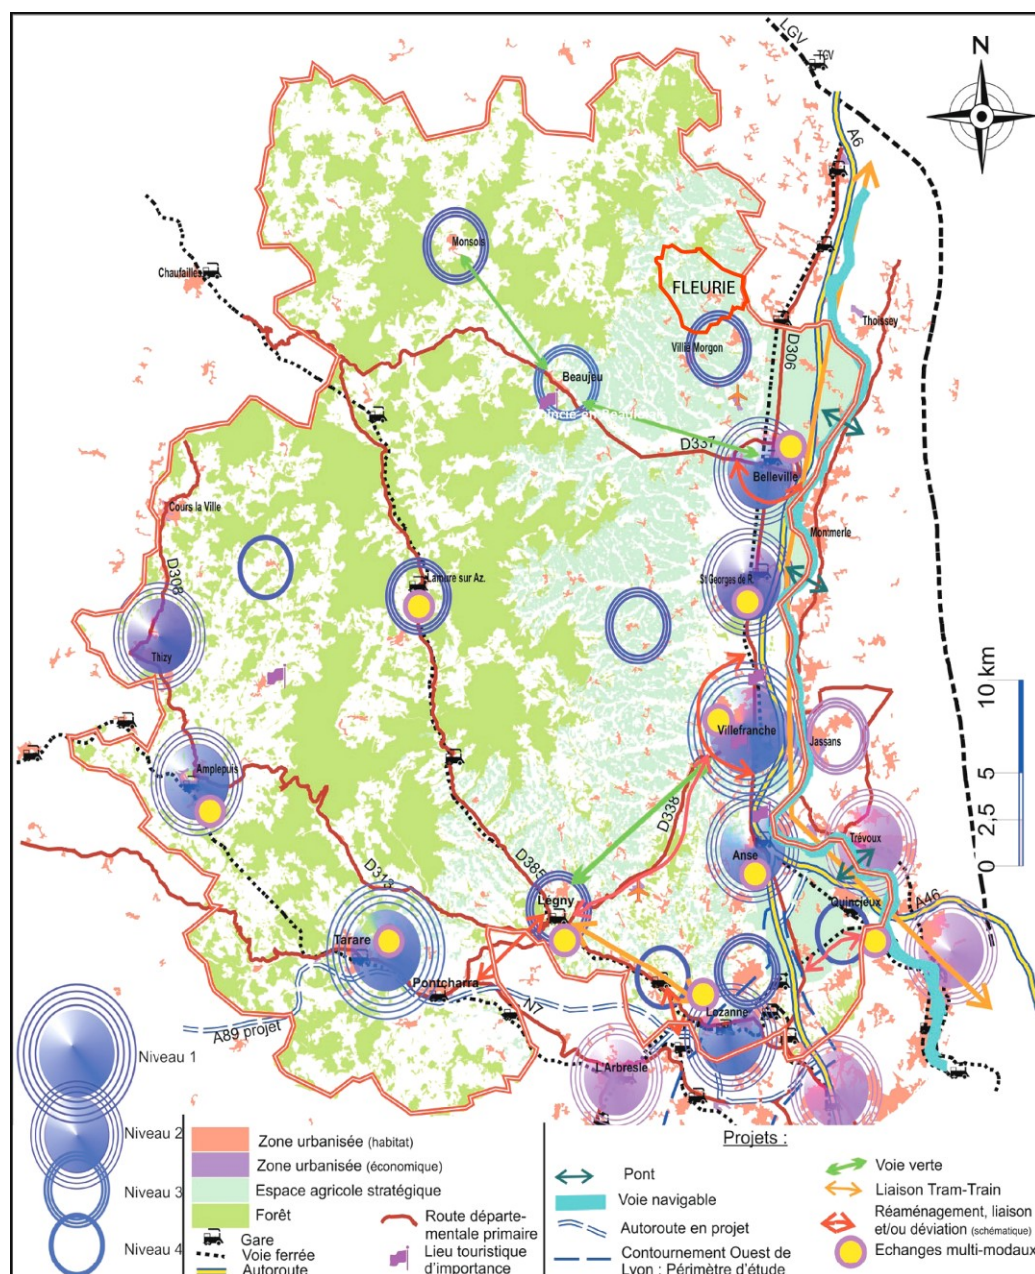 LGV
TGV
N
A6
Monsols
Chaufailles
FLEURIE
Thoissey
Villié Morgon
D306
Beaujeu
D337
Belleville
Cours la Ville
Mommerle
D308
Lamure sur Az.
St Georges de R.
Thizy
10 km
5
2,5
0
Villefranche
Jassans
Amplepuis
D338
Trévoux
Anse
D385
D313
Légny
Quincieux
A46
Tarare
Pontcharra
N7
A89 projet
Lozanne
L'Arbresle
Niveau 1
Niveau 2
Niveau 3
Niveau 4
Zone urbanisée (habitat)
Zone urbanisée (économique)
Espace agricole stratégique
Forêt
Gare
Voie ferrée
Autoroute
Route départe-
mentale primaire
Lieu touristique
d'importance
Projets :
Pont
Voie navigable
Autoroute en projet
Contournement Ouest de
Lyon : Périmètre d'étude
Voie verte
Liaison Tram-Train
Réaménagement, liaison
et/ou déviation (schématique)
Echanges multi-modaux